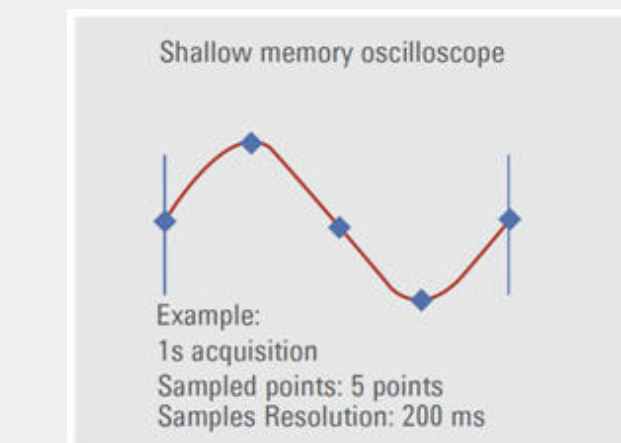 Shallow memory oscilloscope
Example:
1s acquisition
Sampled points: 5 points
Samples Resolution: 200 ms